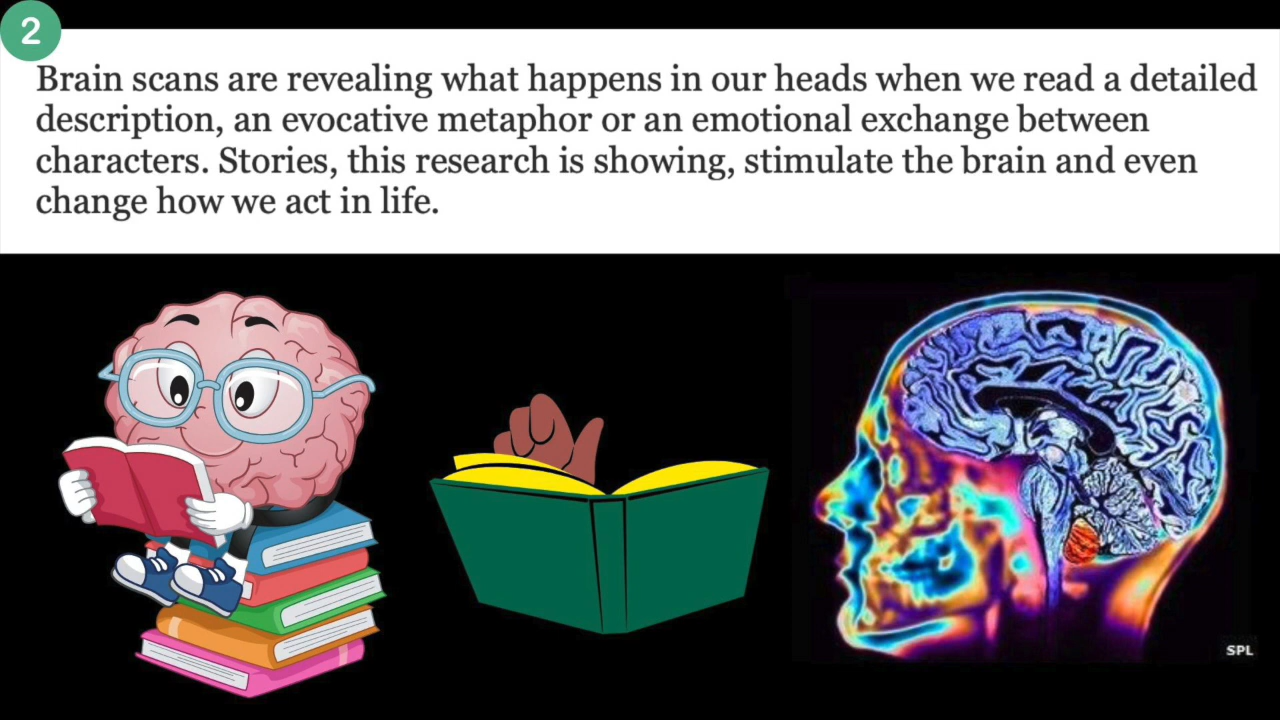 2
Brain scans are revealing what happens in our heads when we read a detailed
description, an evocative metaphor or an emotional exchange between
characters. Stories, this research is showing, stimulate the brain and even
change how we act in life.
SPL